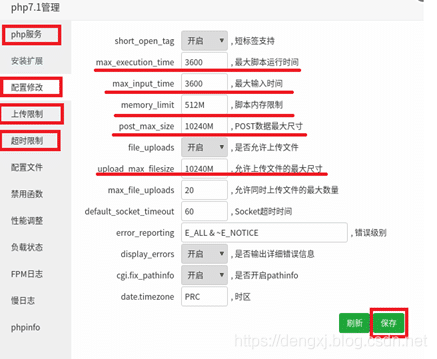 php7.1管理
php服务
安装扩展
配置修改
上传限制
超时限制
配置文件
禁用函数
性能调整
负载状态
FPM日志
慢日志
phpinfo
short_open_tag 开启 , 短标签支持
max_execution_time 3600 , 最大脚本运行时间
max_input_time 3600 , 最大输入时间
memory_limit 512M , 脚本内存限制
post_max_size 10240M , POST数据最大尺寸
file_uploads 开启 , 是否允许上传文件
upload_max_filesize 10240M , 允许上传文件的最大尺寸
max_file_uploads 20 , 允许同时上传文件的最大数量
default_socket_timeout 60 , Socket超时时间
error_reporting E_ALL & ~E_NOTICE , 错误级别
display_errors 开启 , 是否输出详细错误信息
cgi.fix_pathinfo 开启 , 是否开启pathinfo
date.timezone PRC , 时区
刷新 保存
https://dengxj.blog.csdn.net